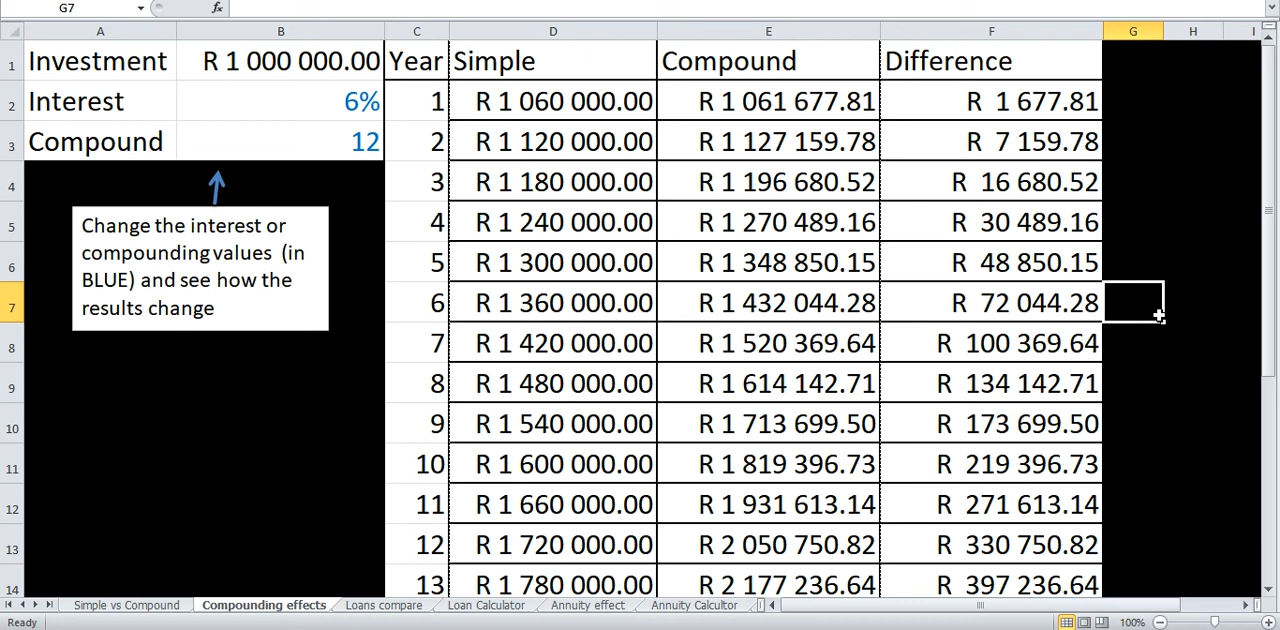 G7 fx
A B C D E F G H I
1 Investment R 1 000 000.00 Year Simple Compound Difference
2 Interest 6% 1 R 1 060 000.00 R 1 061 677.81 R 1 677.81
3 Compound 12 2 R 1 120 000.00 R 1 127 159.78 R 7 159.78
4 3 R 1 180 000.00 R 1 196 680.52 R 16 680.52
Change the interest or
compounding values (in
BLUE) and see how the
results change
5 4 R 1 240 000.00 R 1 270 489.16 R 30 489.16
6 5 R 1 300 000.00 R 1 348 850.15 R 48 850.15
7 6 R 1 360 000.00 R 1 432 044.28 R 72 044.28
8 7 R 1 420 000.00 R 1 520 369.64 R 100 369.64
9 8 R 1 480 000.00 R 1 614 142.71 R 134 142.71
10 9 R 1 540 000.00 R 1 713 699.50 R 173 699.50
11 10 R 1 600 000.00 R 1 819 396.73 R 219 396.73
12 11 R 1 660 000.00 R 1 931 613.14 R 271 613.14
13 12 R 1 720 000.00 R 2 050 750.82 R 330 750.82
14 13 R 1 780 000.00 R 2 177 236.64 R 397 236.64
Simple vs Compound Compounding effects Loans compare Loan Calculator Annuity effect Annuity Calcultor
Ready 100%